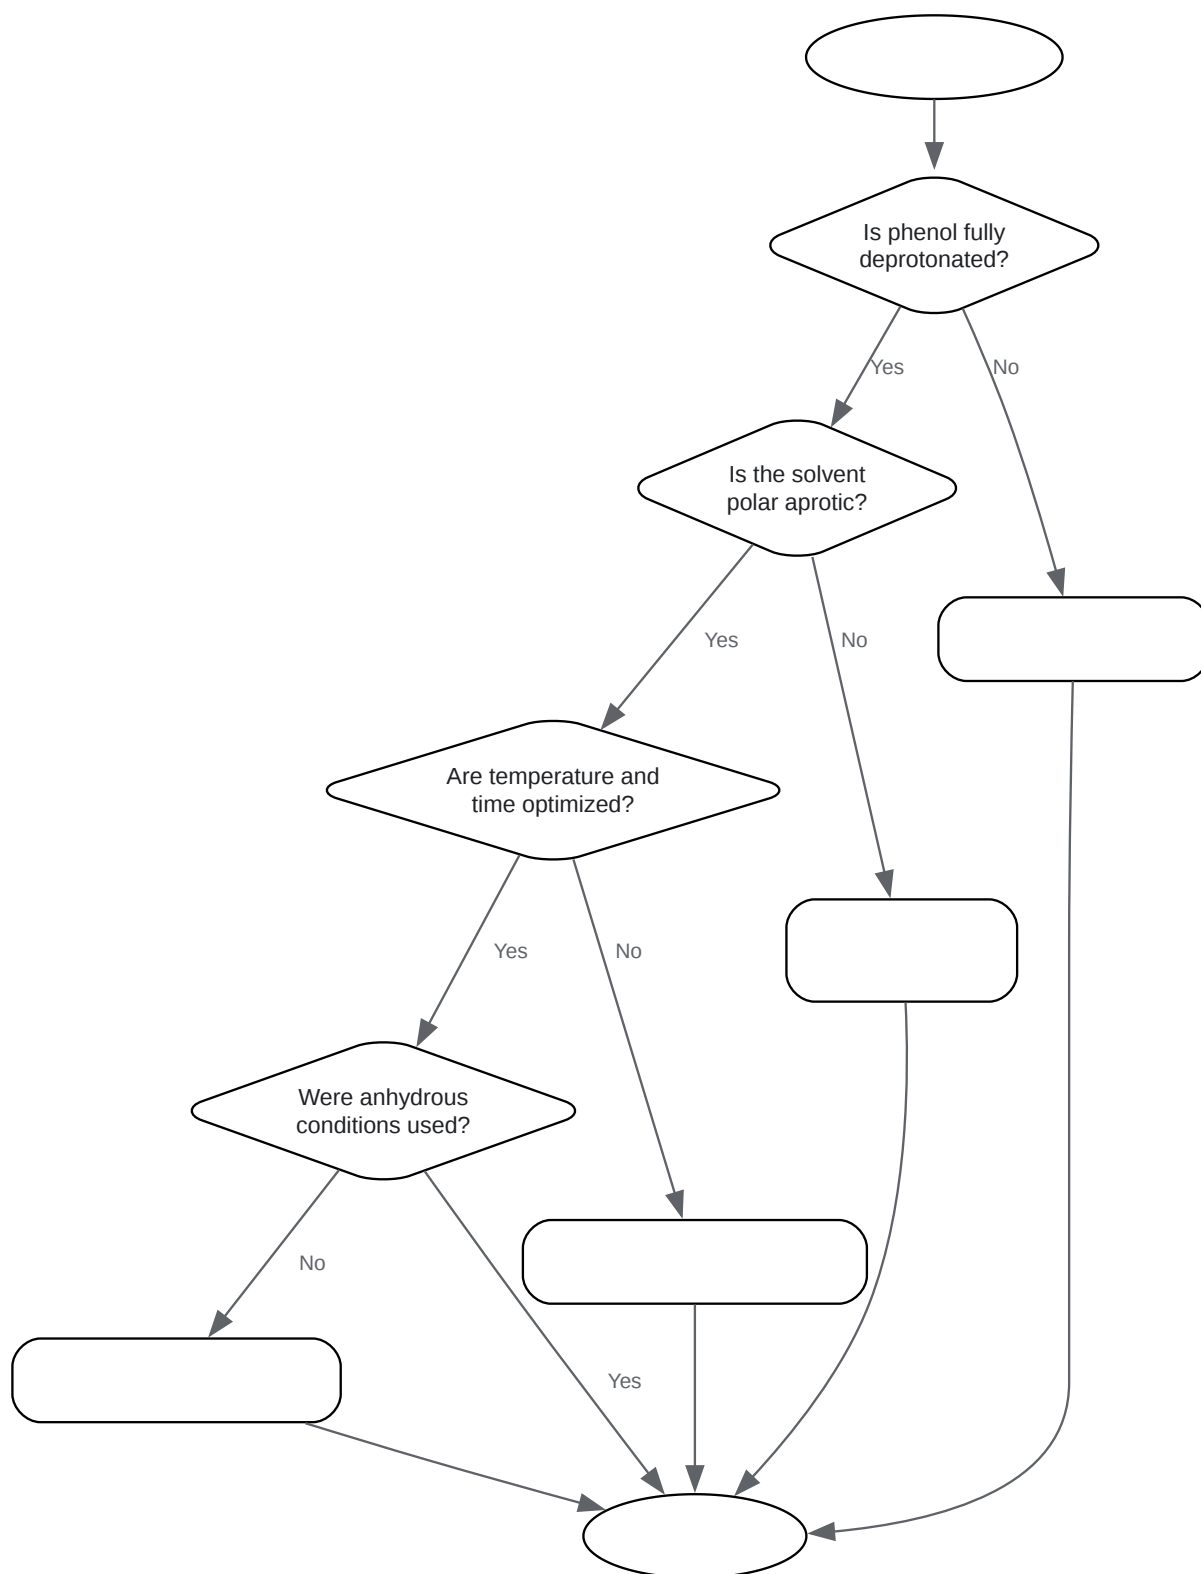 Is phenol fully
deprotonated?
Yes
No
Is the solvent
polar aprotic?
Yes
No
Are temperature and
time optimized?
Yes
No
Were anhydrous
conditions used?
No
Yes